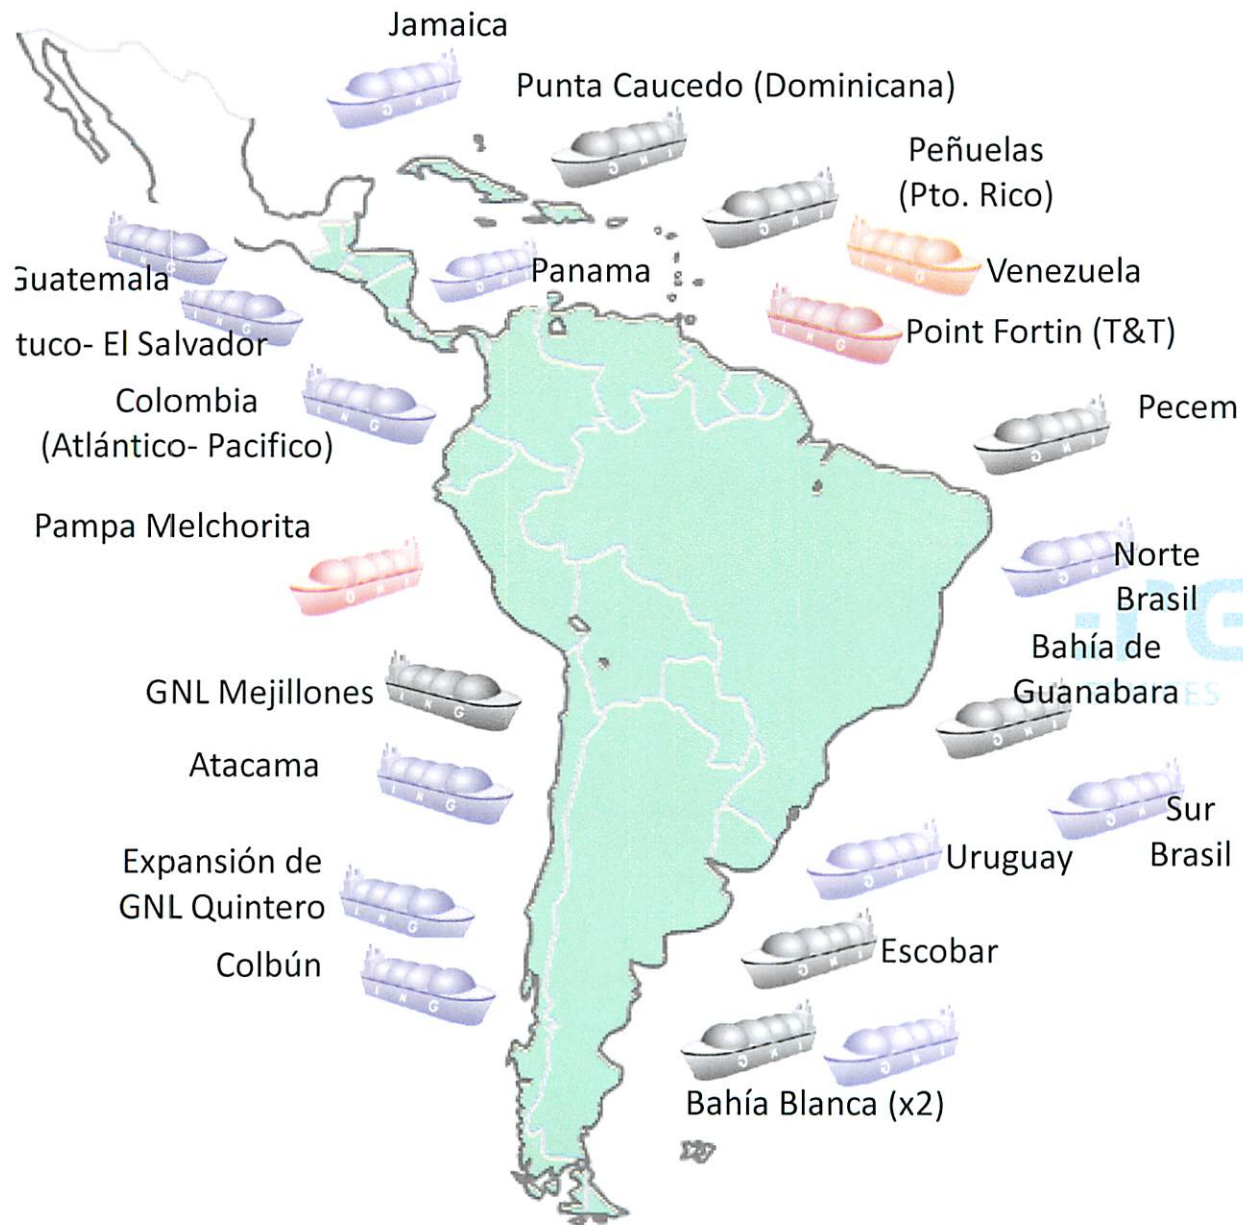 Jamaica
Punta Caucedo (Dominicana)
Peñuelas
(Pto. Rico)
Guatemala
Panama
Venezuela
tuco- El Salvador
Point Fortin (T&T)
Colombia
(Atlántico- Pacifico)
Pecem
Pampa Melchorita
Norte
Brasil
Bahía de
Guanabara
GNL Mejillones
Atacama
Sur
Brasil
Expansión de
GNL Quintero
Uruguay
Colbún
Escobar
Bahía Blanca (x2)